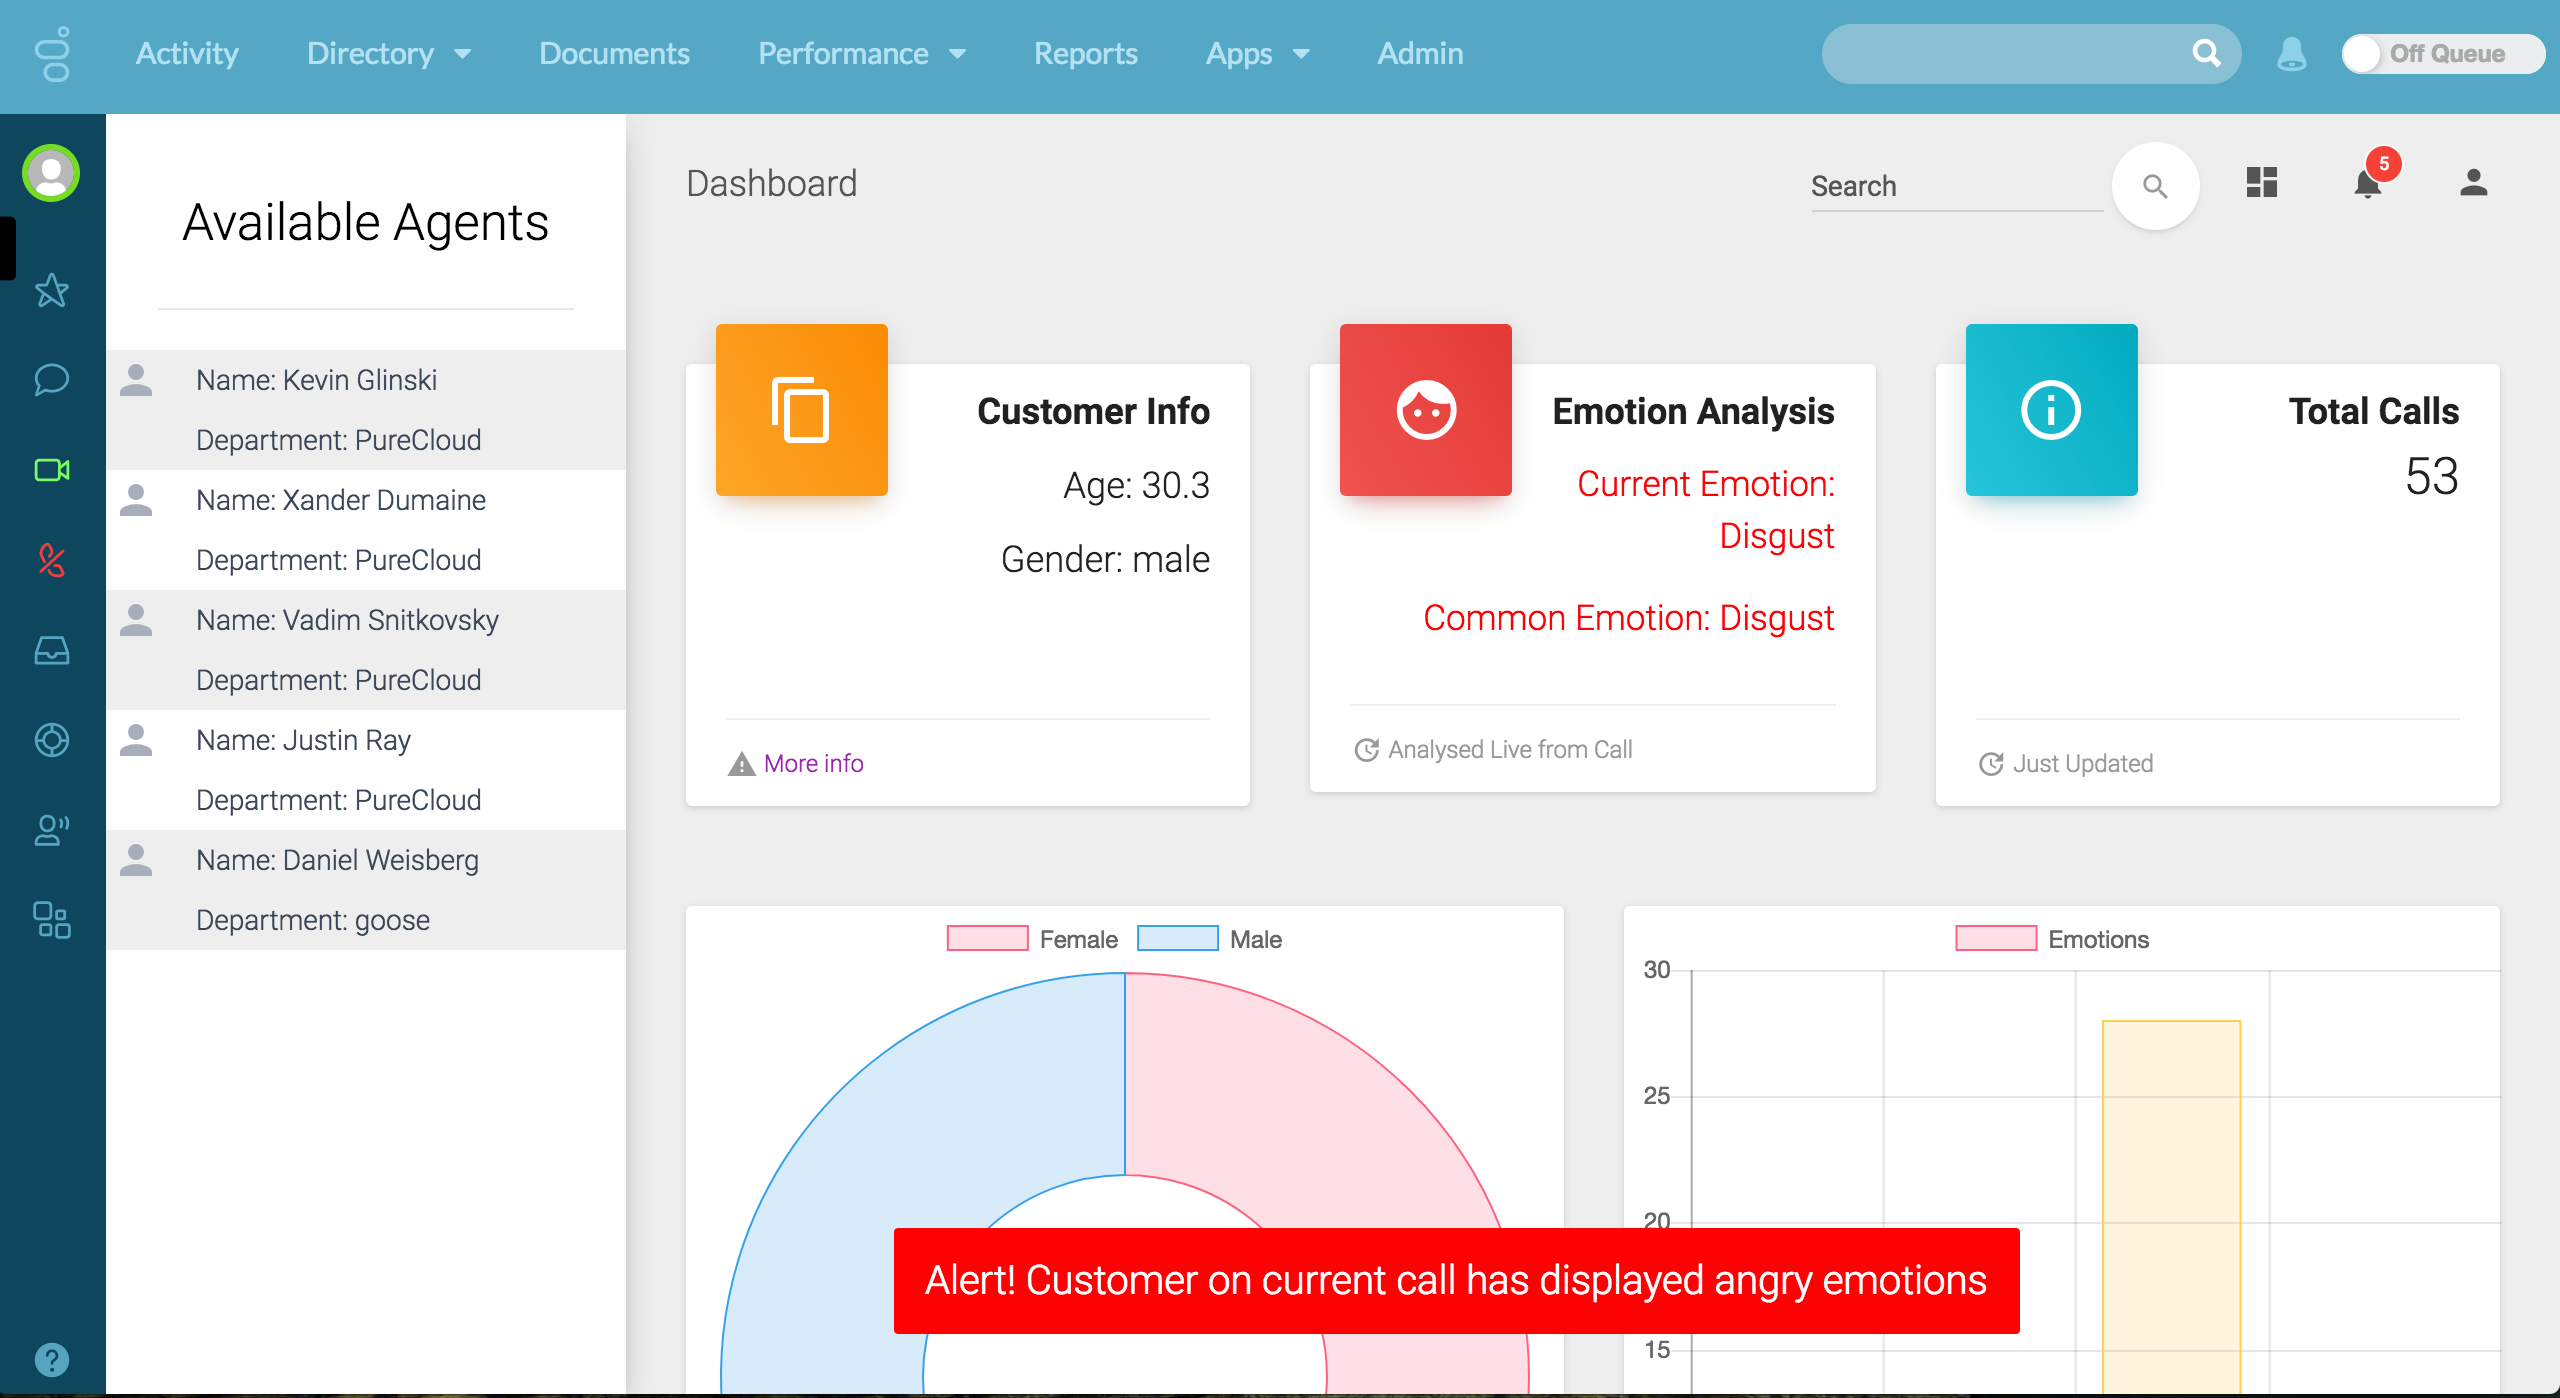 Activity
Directory
Documents
Performance
Reports
Apps
Admin
Off Queue
Available Agents
Name: Kevin Glinski
Department: PureCloud
Name: Xander Dumaine
Department: PureCloud
Name: Vadim Snitkovsky
Department: PureCloud
Name: Justin Ray
Department: PureCloud
Name: Daniel Weisberg
Department: goose
Dashboard
Search
5
Customer Info
Age: 30.3
Gender: male
More info
Emotion Analysis
Current Emotion:
Disgust
Common Emotion: Disgust
Analysed Live from Call
Total Calls
53
Just Updated
Female
Male
Emotions
30
25
20
15
Alert! Customer on current call has displayed angry emotions
?